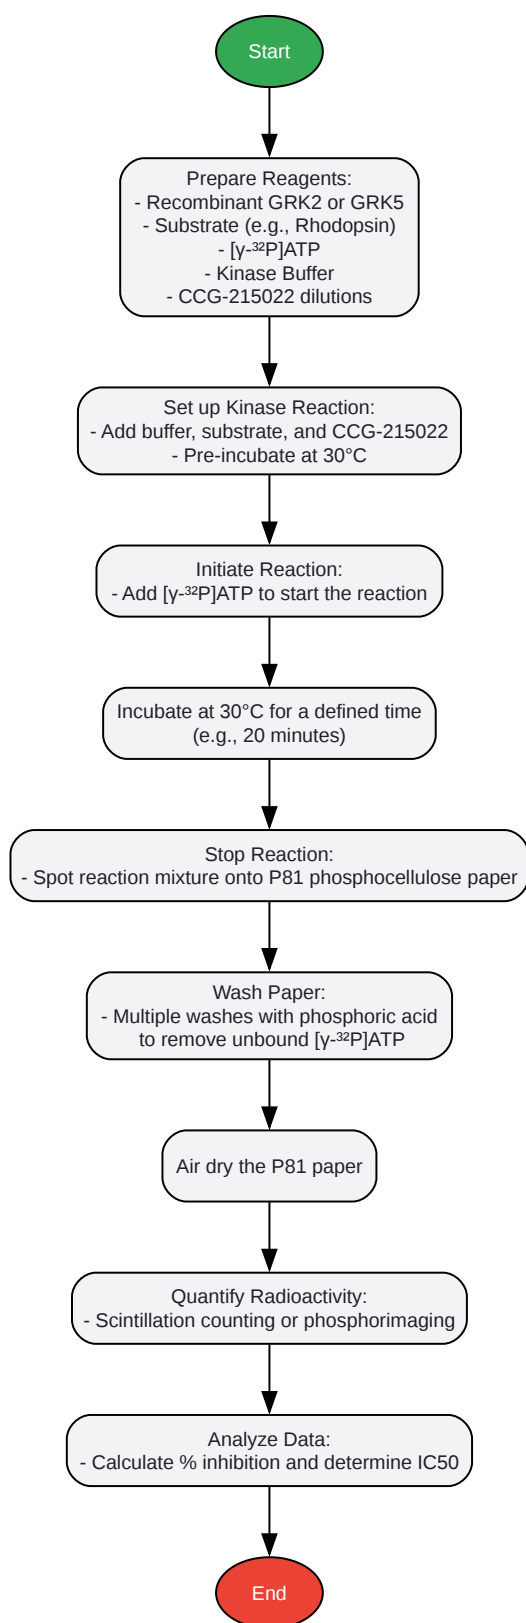 Start
Prepare Reagents:
- Recombinant GRK2 or GRK5
- Substrate (e.g., Rhodopsin)
- [γ-³²P]ATP
- Kinase Buffer
- CCG-215022 dilutions
Set up Kinase Reaction:
- Add buffer, substrate, and CCG-215022
- Pre-incubate at 30°C
Initiate Reaction:
- Add [γ-³²P]ATP to start the reaction
Incubate at 30°C for a defined time
(e.g., 20 minutes)
Stop Reaction:
- Spot reaction mixture onto P81 phosphocellulose paper
Wash Paper:
- Multiple washes with phosphoric acid
to remove unbound [γ-³²P]ATP
Air dry the P81 paper
Quantify Radioactivity:
- Scintillation counting or phosphorimaging
Analyze Data:
- Calculate % inhibition and determine IC50
End